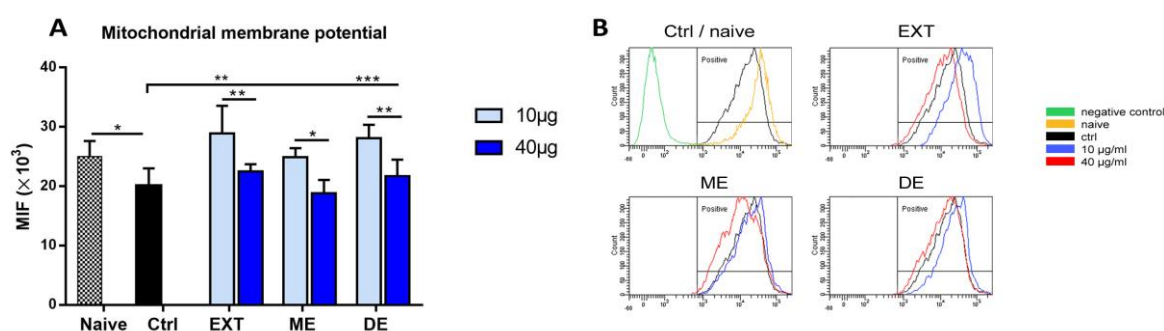 A
Mitochondrial membrane potential
MIF (× 10³)
40
30
20
10
0
*
**
***
**
*
**
Naive Ctrl EXT ME DE
10µg
40µg
B
Ctrl / naive
EXT
Positive
Positive
Count
Count
ME
DE
Positive
Positive
Count
Count
negative control
naive
ctrl
10 µg/ml
40 µg/ml